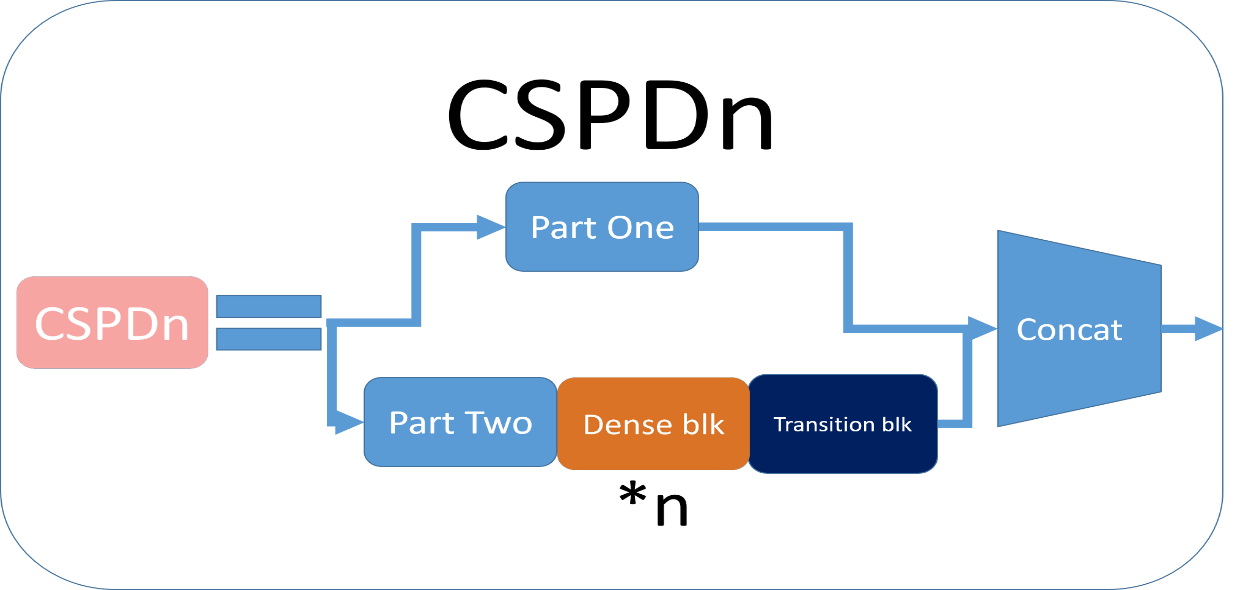 CSPDn
Part One
CSPDn
Concat
Part Two
Dense blk
Transition blk
*n